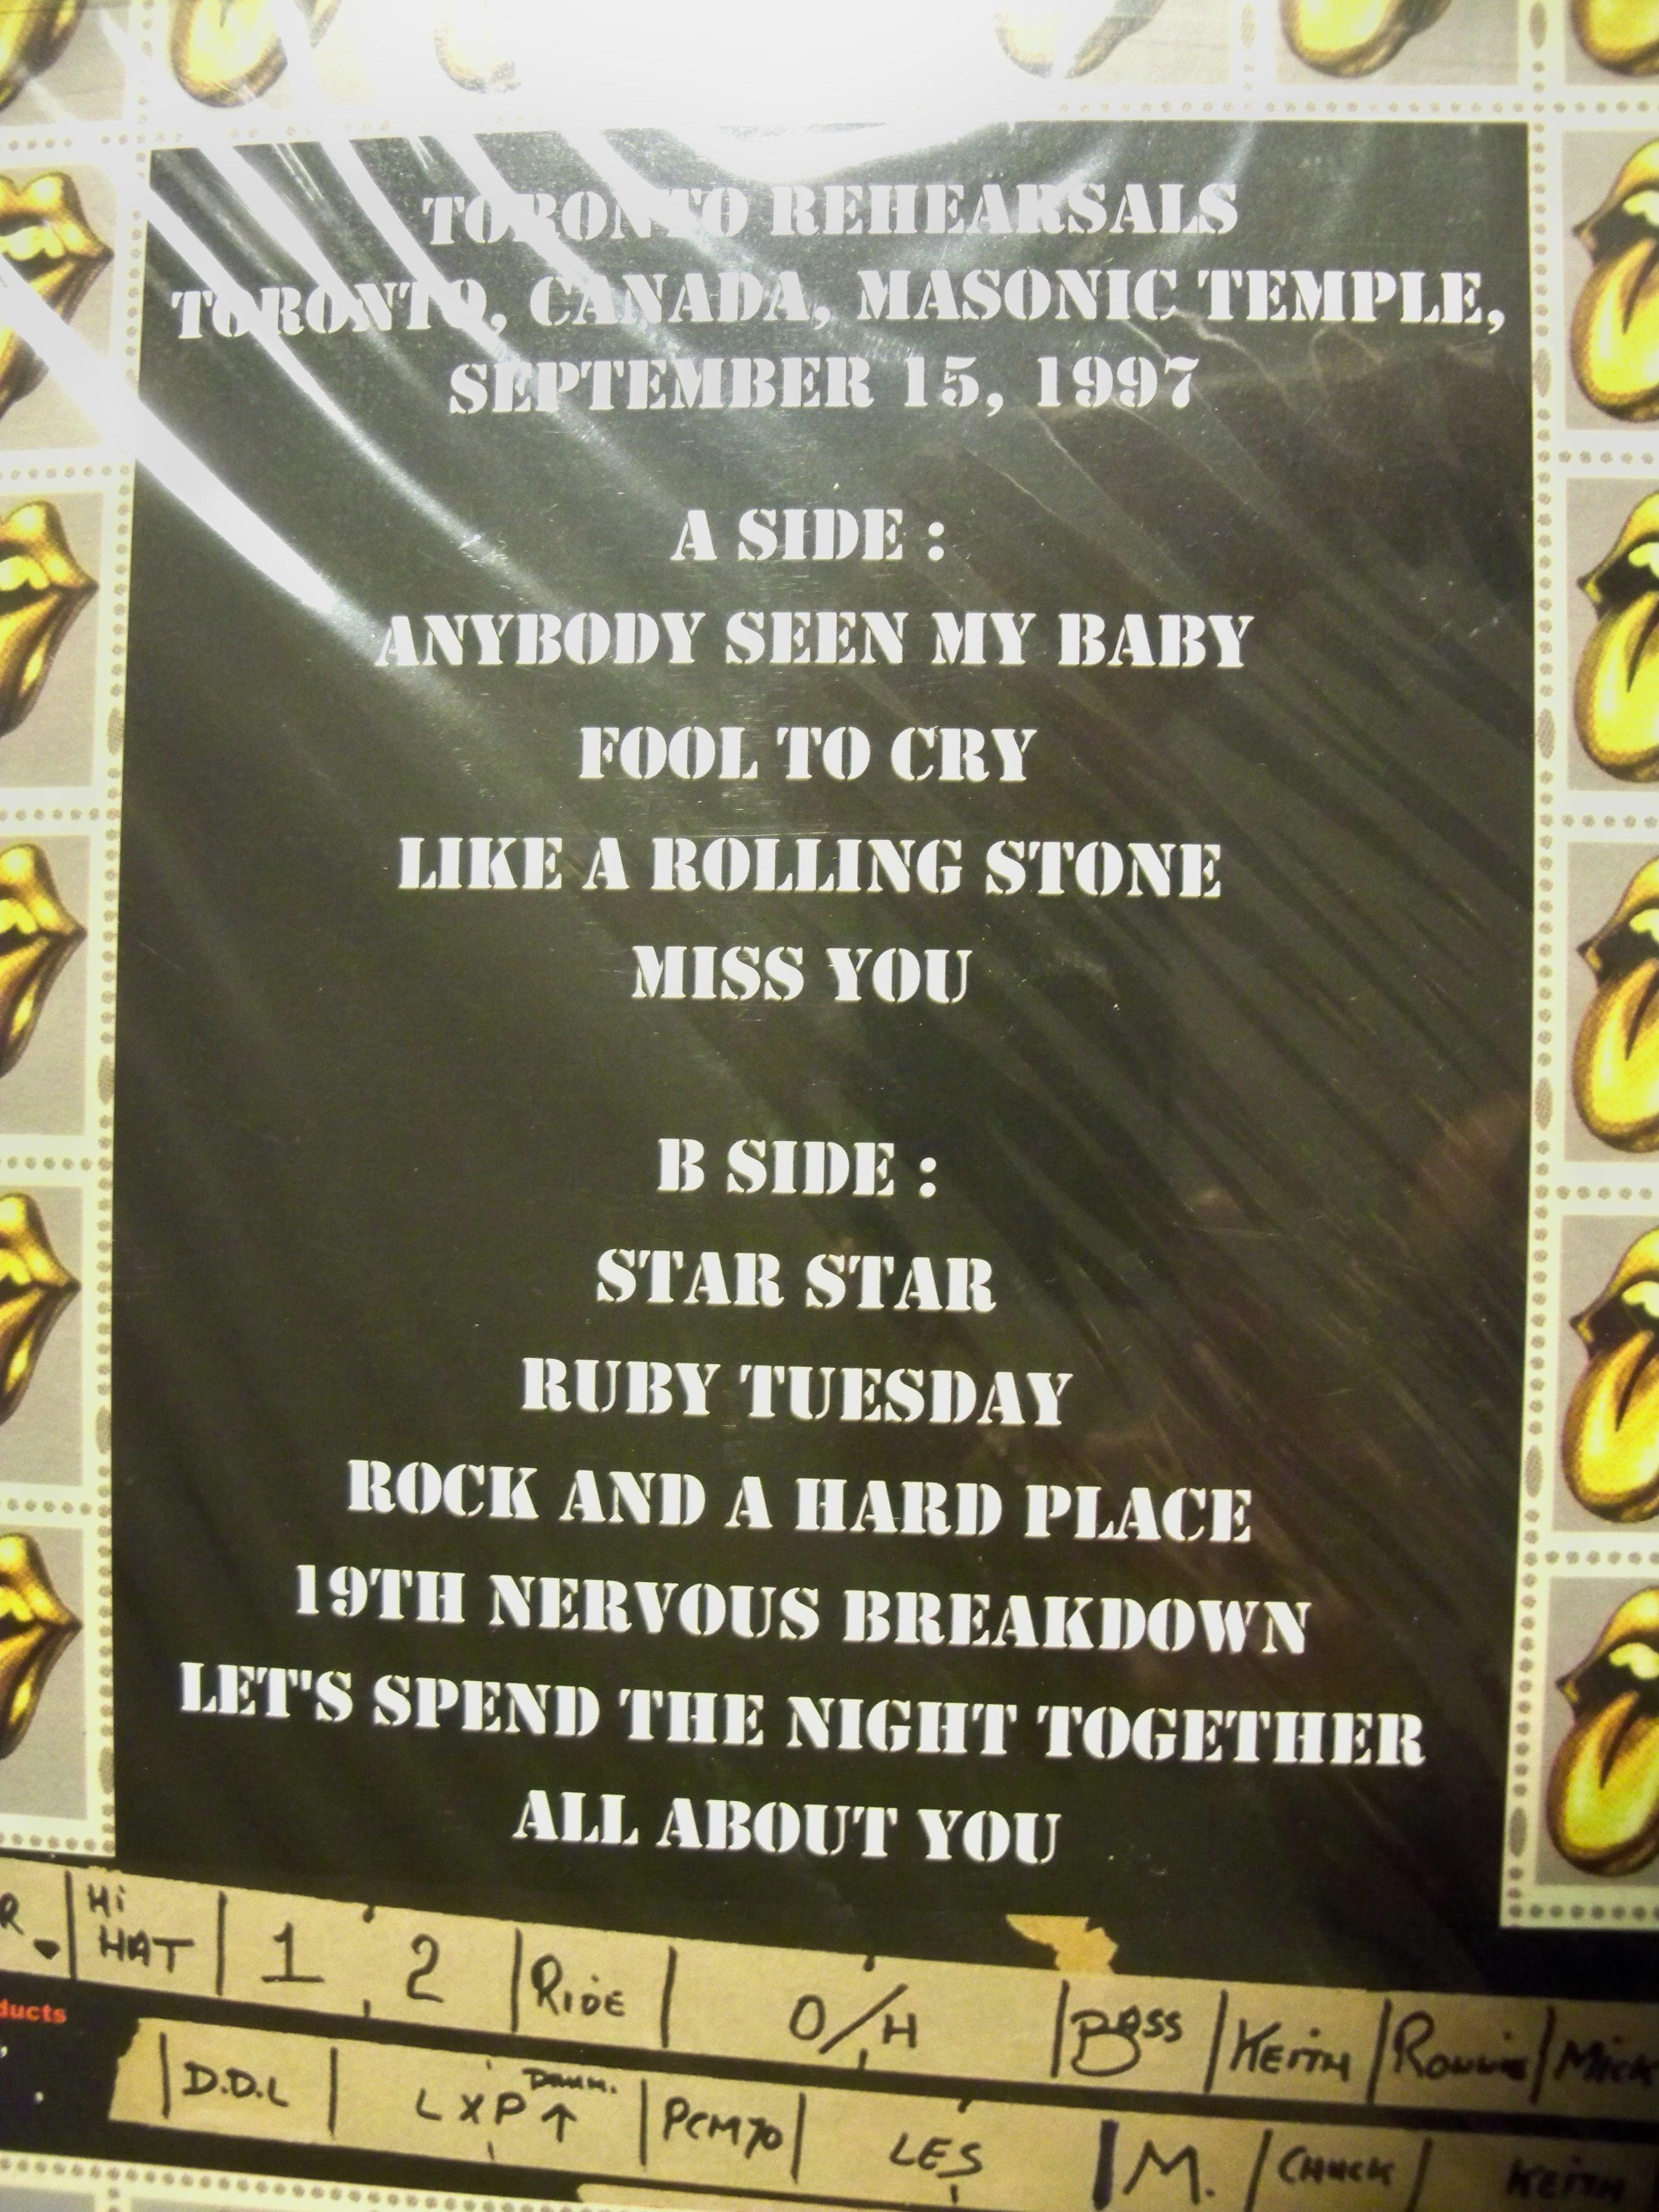 TORONTO REHEARSALS
TORONTO, CANADA, MASONIC TEMPLE,
SEPTEMBER 15, 1997
A SIDE :
ANYBODY SEEN MY BABY
FOOL TO CRY
LIKE A ROLLING STONE
MISS YOU
B SIDE :
STAR STAR
RUBY TUESDAY
ROCK AND A HARD PLACE
19TH NERVOUS BREAKDOWN
LET'S SPEND THE NIGHT TOGETHER
ALL ABOUT YOU
R. Hi HAT 1 2 RiDE O/H BASS KEITH RONNIE MICK
ducts
D.D.L LXP ↑ PCM70 LES M. CHUCK KEITH